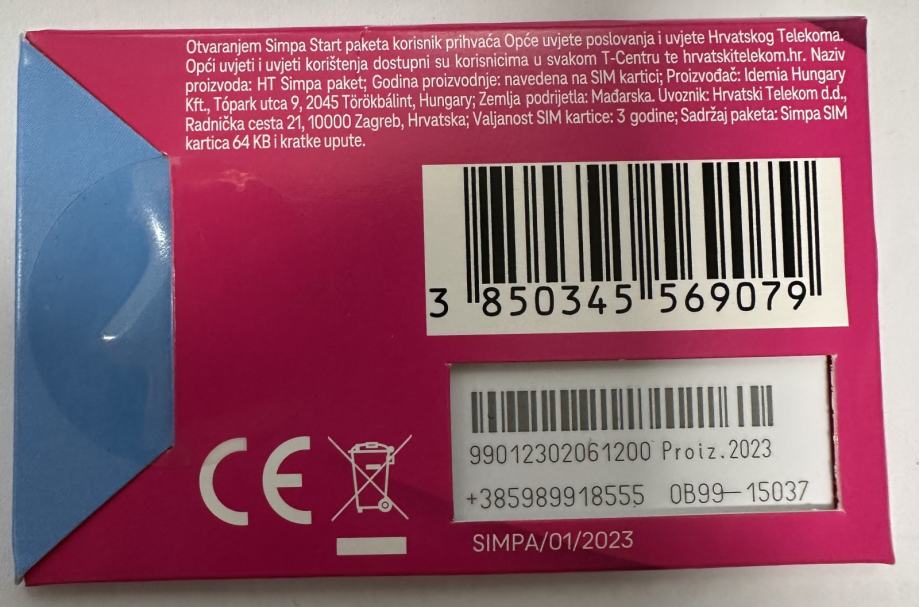 Otvaranjem Simpa Start paketa korisnik prihvaća Opće uvjete poslovanja i uvjete Hrvatskog Telekoma.
Opći uvjeti i uvjeti korištenja dostupni su korisnicima u svakom T-Centru te hrvatskitelekom.hr. Naziv
proizvoda: HT Simpa paket; Godina proizvodnje: navedena na SIM kartici; Proizvođač: Idemia Hungary
Kft., Tópark utca 9, 2045 Törökbálint, Hungary; Zemlja podrijetla: Mađarska. Uvoznik: Hrvatski Telekom d.d.,
Radnička cesta 21, 10000 Zagreb, Hrvatska; Valjanost SIM kartice: 3 godine; Sadržaj paketa: Simpa SIM
kartica 64 KB i kratke upute.
3 850345 569079
99012302061200 Proiz.2023
+385989918555 0B99-15037
CE
SIMPA/01/2023